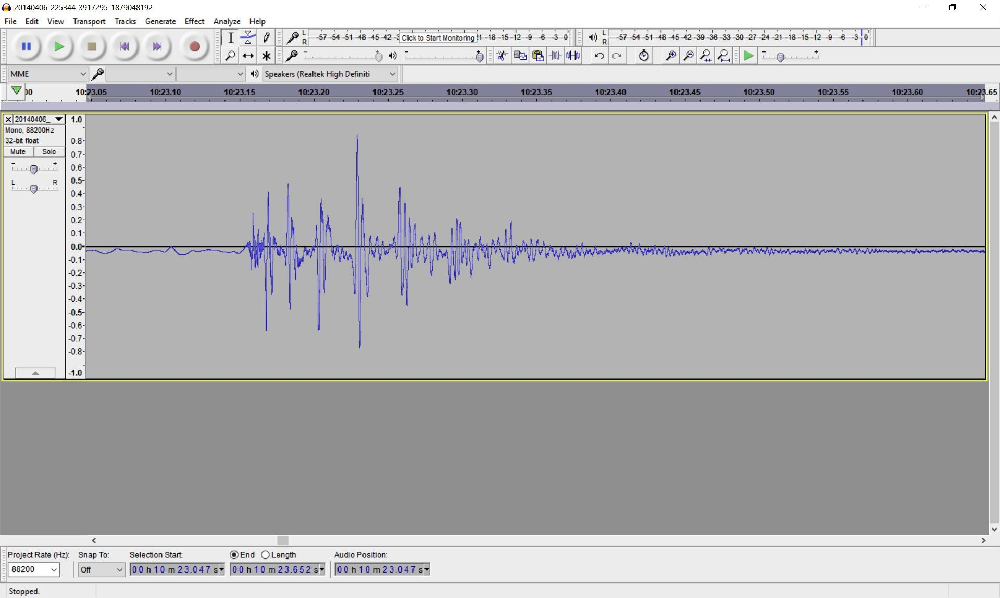 20140406_225344_3917295_1879048192
File Edit View Transport Tracks Generate Effect Analyze Help
L
R
-57 -54 -51 -48 -45 -42 Click to Start Monitoring -18 -15 -12 -9 -6 -3 0
L
R
-57 -54 -51 -48 -45 -42 -39 -36 -33 -30 -27 -24 -21 -18 -15 -12 -9 -6 -3 0
- + - + - +
MME Speakers (Realtek High Definiti
00 10:23.05 10:23.10 10:23.15 10:23.20 10:23.25 10:23.30 10:23.35 10:23.40 10:23.45 10:23.50 10:23.55 10:23.60 10:23.65
20140406_
Mono, 88200Hz
32-bit float
Mute Solo
- +
L R
1.0
0.8
0.7
0.6
0.5
0.4
0.3
0.2
0.1
0.0
-0.1
-0.2
-0.3
-0.4
-0.5
-0.6
-0.7
-0.8
-1.0
Project Rate (Hz): Snap To: Selection Start: End Length Audio Position:
88200 Off 00 h 10 m 23.047 s 00 h 10 m 23.652 s 00 h 10 m 23.047 s
Stopped.